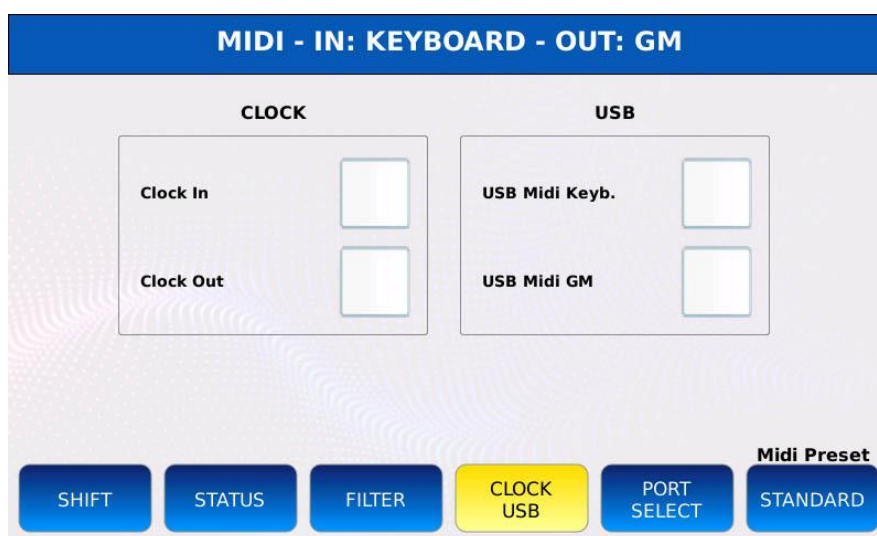 MIDI - IN: KEYBOARD - OUT: GM
CLOCK
USB
Clock In
USB Midi Keyb.
Clock Out
USB Midi GM
Midi Preset
SHIFT
STATUS
FILTER
CLOCK
USB
PORT
SELECT
STANDARD